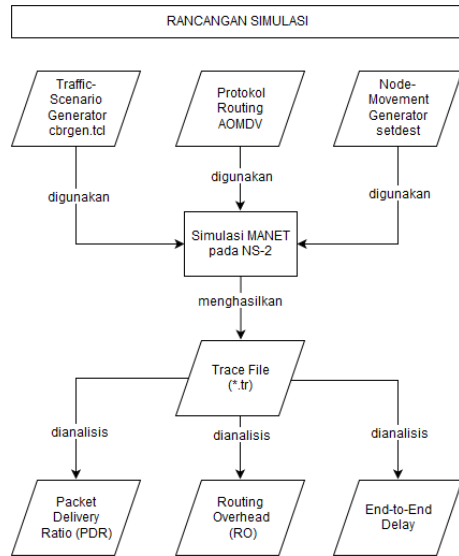 RANCANGAN SIMULASI
Traffic-
Scenario
Generator
cbrgen.tcl
Protokol
Routing
AOMDV
Node-
Movement
Generator
setdest
digunakan
digunakan
digunakan
Simulasi MANET
pada NS-2
menghasilkan
Trace File
(*.tr)
dianalisis
dianalisis
dianalisis
Packet
Delivery
Ratio (PDR)
Routing
Overhead
(RO)
End-to-End
Delay